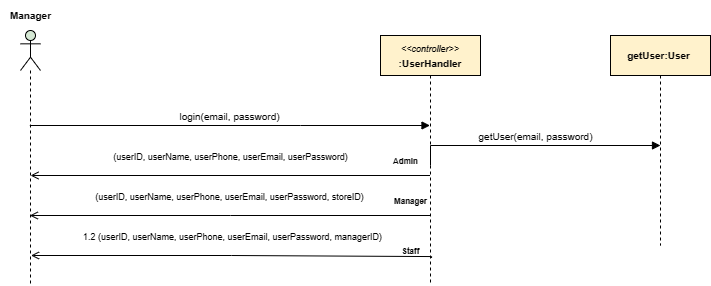 Manager
<<controller>>
:UserHandler
getUser:User
login(email, password)
getUser(email, password)
(userID, userName, userPhone, userEmail, userPassword)
Admin
(userID, userName, userPhone, userEmail, userPassword, storeID)
Manager
1.2 (userID, userName, userPhone, userEmail, userPassword, managerID)
Staff